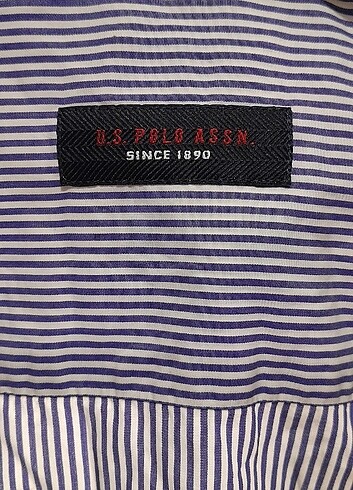 U.S. POLO ASSN.
SINCE 1890